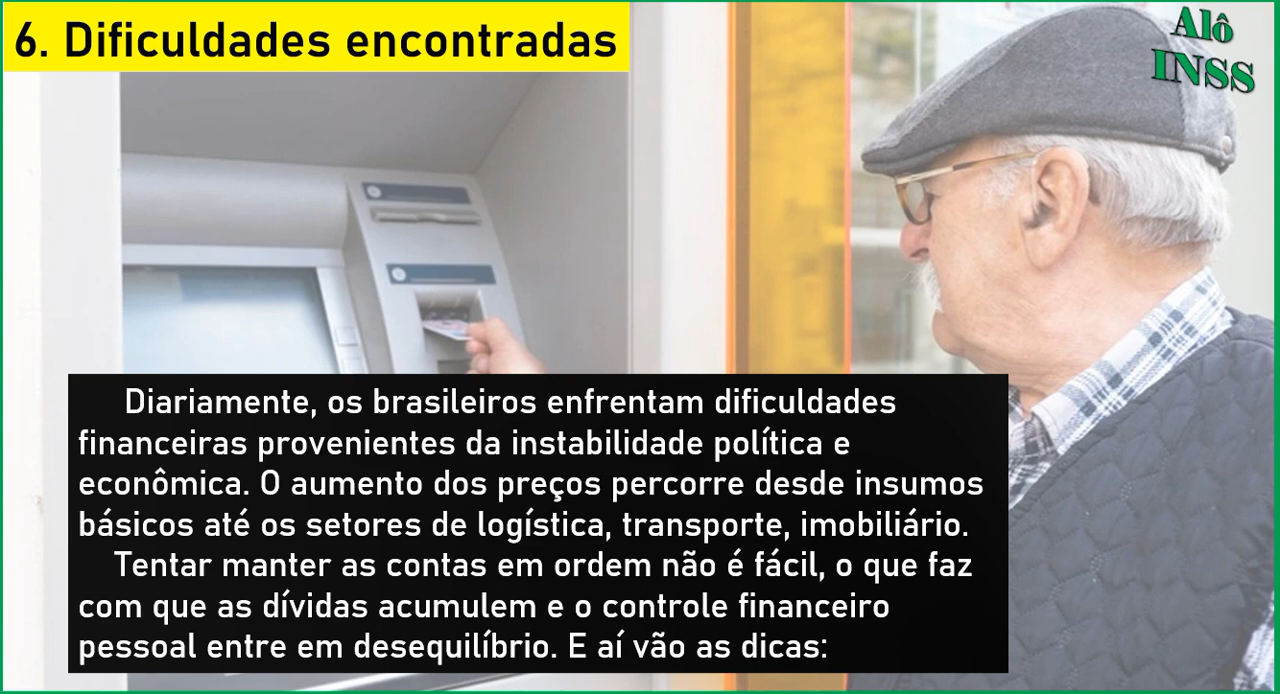 6. Dificuldades encontradas
Alô
INSS
Diariamente, os brasileiros enfrentam dificuldades
financeiras provenientes da instabilidade política e
econômica. O aumento dos preços percorre desde insumos
básicos até os setores de logística, transporte, imobiliário.
Tentar manter as contas em ordem não é fácil, o que faz
com que as dívidas acumulem e o controle financeiro
pessoal entre em desequilíbrio. E aí vão as dicas: